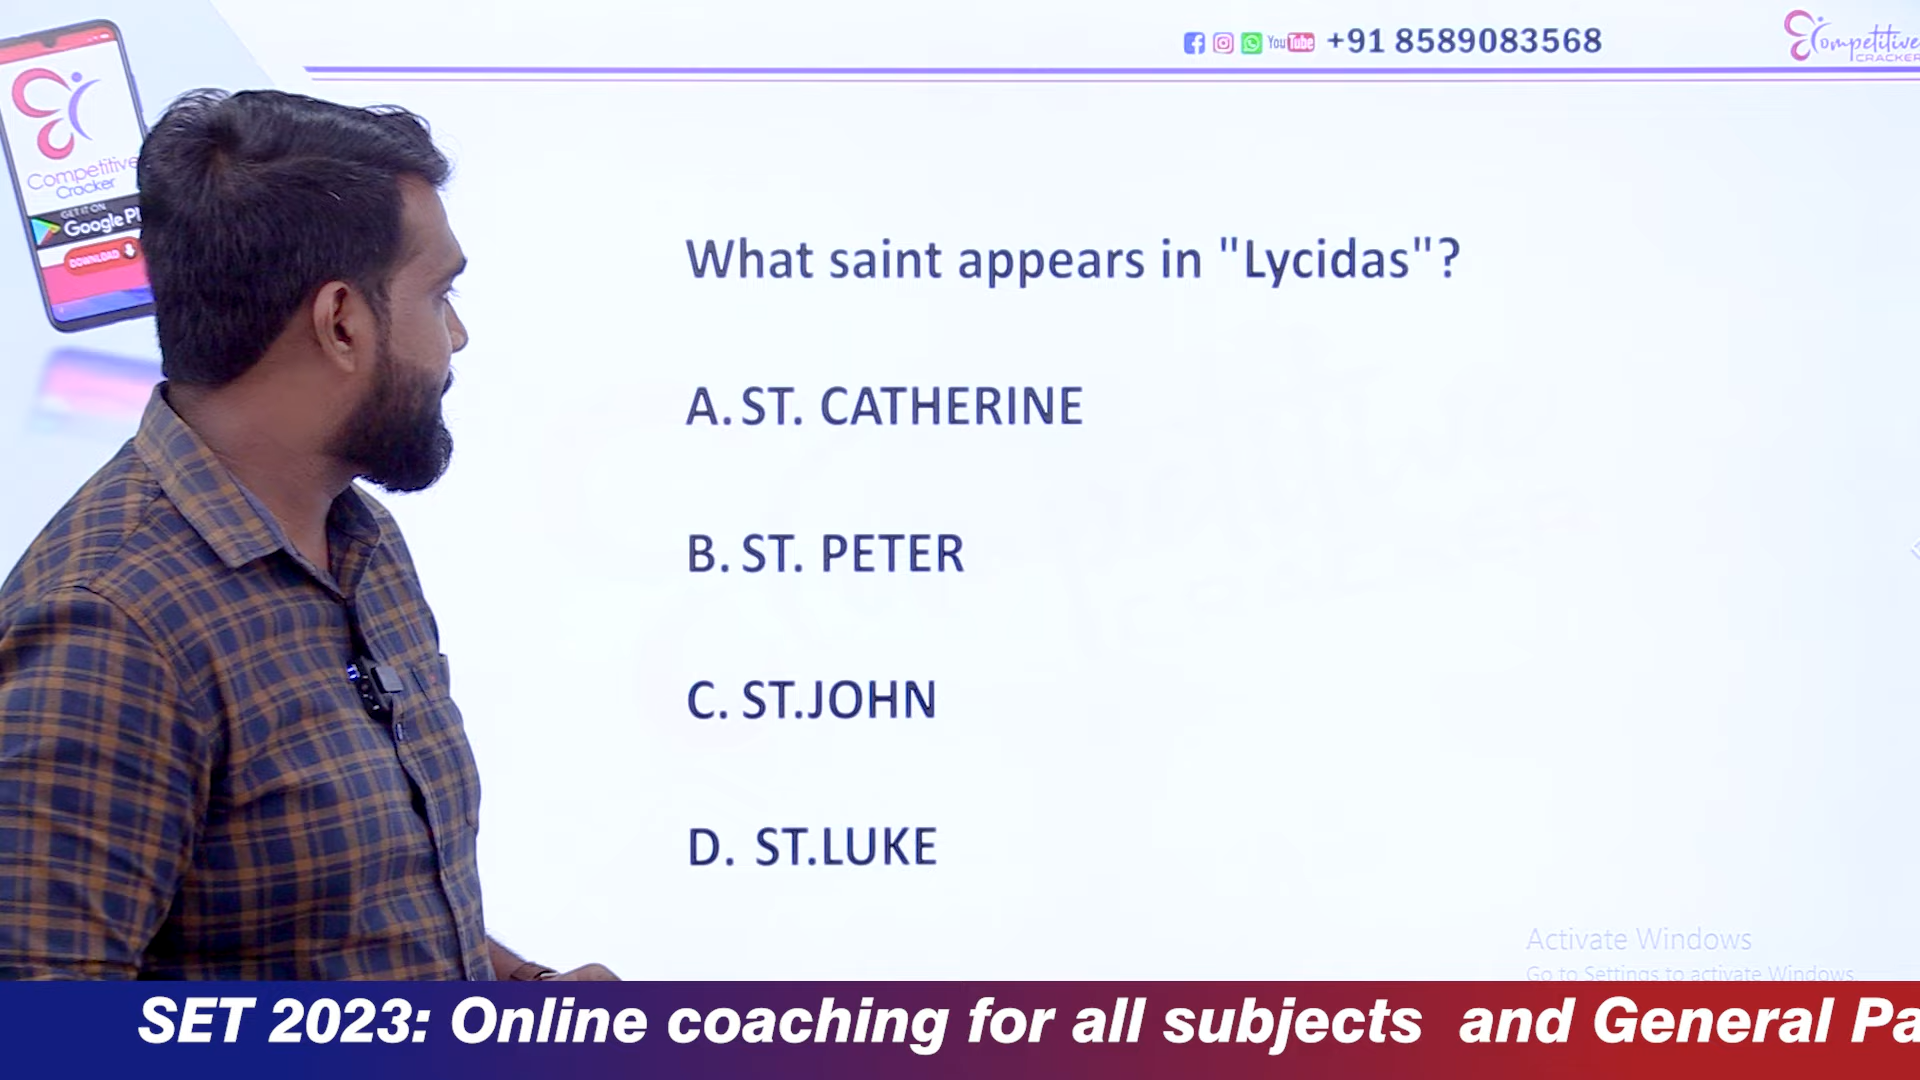 YouTube +91 8589083568
Competitive
CRACKER
Competitive
Cracker
GET IT ON
Google Pl
DOWNLOAD
What saint appears in "Lycidas"?
A. ST. CATHERINE
B. ST. PETER
C. ST.JOHN
D. ST.LUKE
Activate Windows
Go to Settings to activate Windows.
SET 2023: Online coaching for all subjects and General Pa